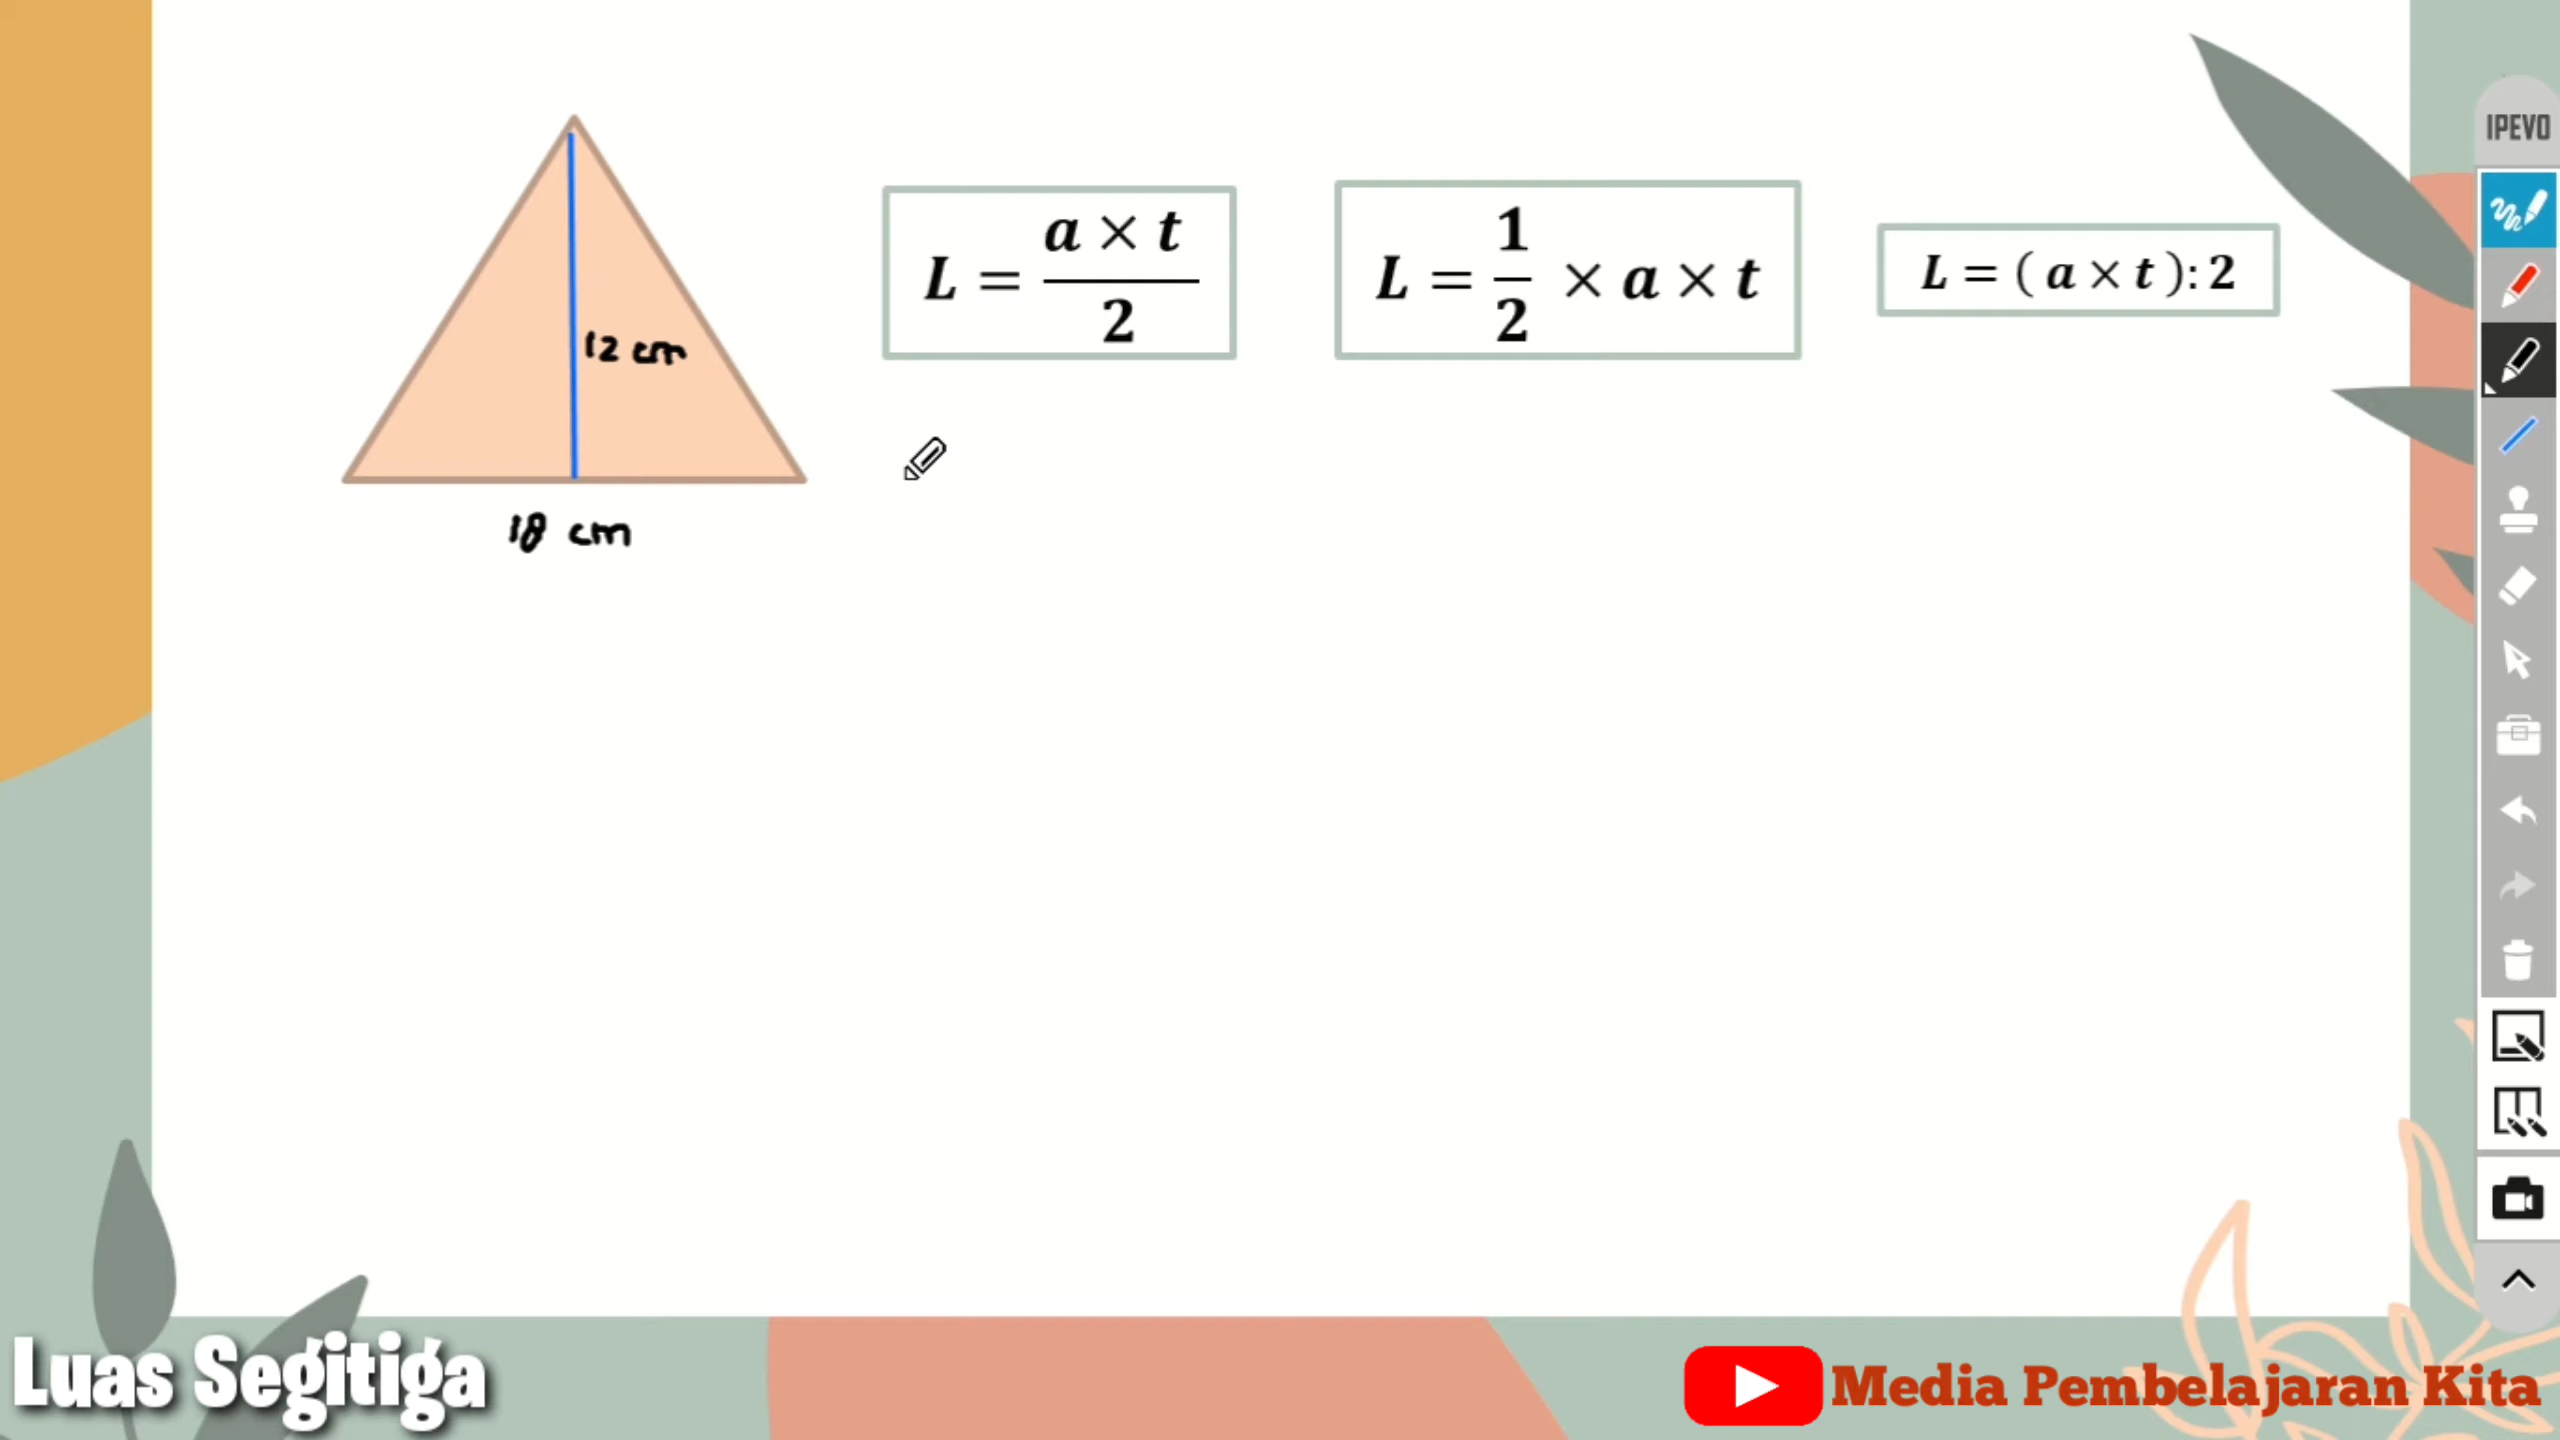 12 cm
18 cm
L = a × t / 2
L = 1/2 × a × t
L = ( a × t ): 2
IPEVO
Luas Segitiga
Media Pembelajaran Kita